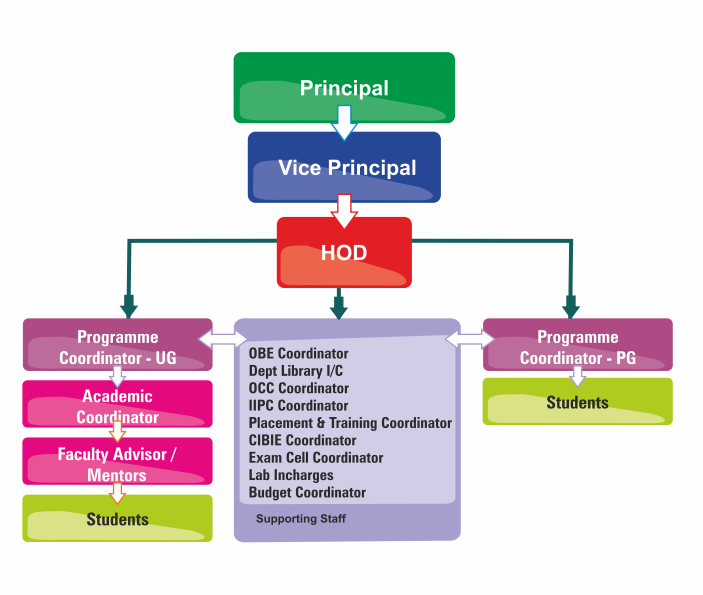 Principal
Vice Principal
HOD
Programme
Coordinator - UG
Academic
Coordinator
Faculty Advisor /
Mentors
Students
OBE Coordinator
Dept Library I/C
OCC Coordinator
IIPC Coordinator
Placement & Training Coordinator
CIBIE Coordinator
Exam Cell Coordinator
Lab Incharges
Budget Coordinator
Supporting Staff
Programme
Coordinator - PG
Students